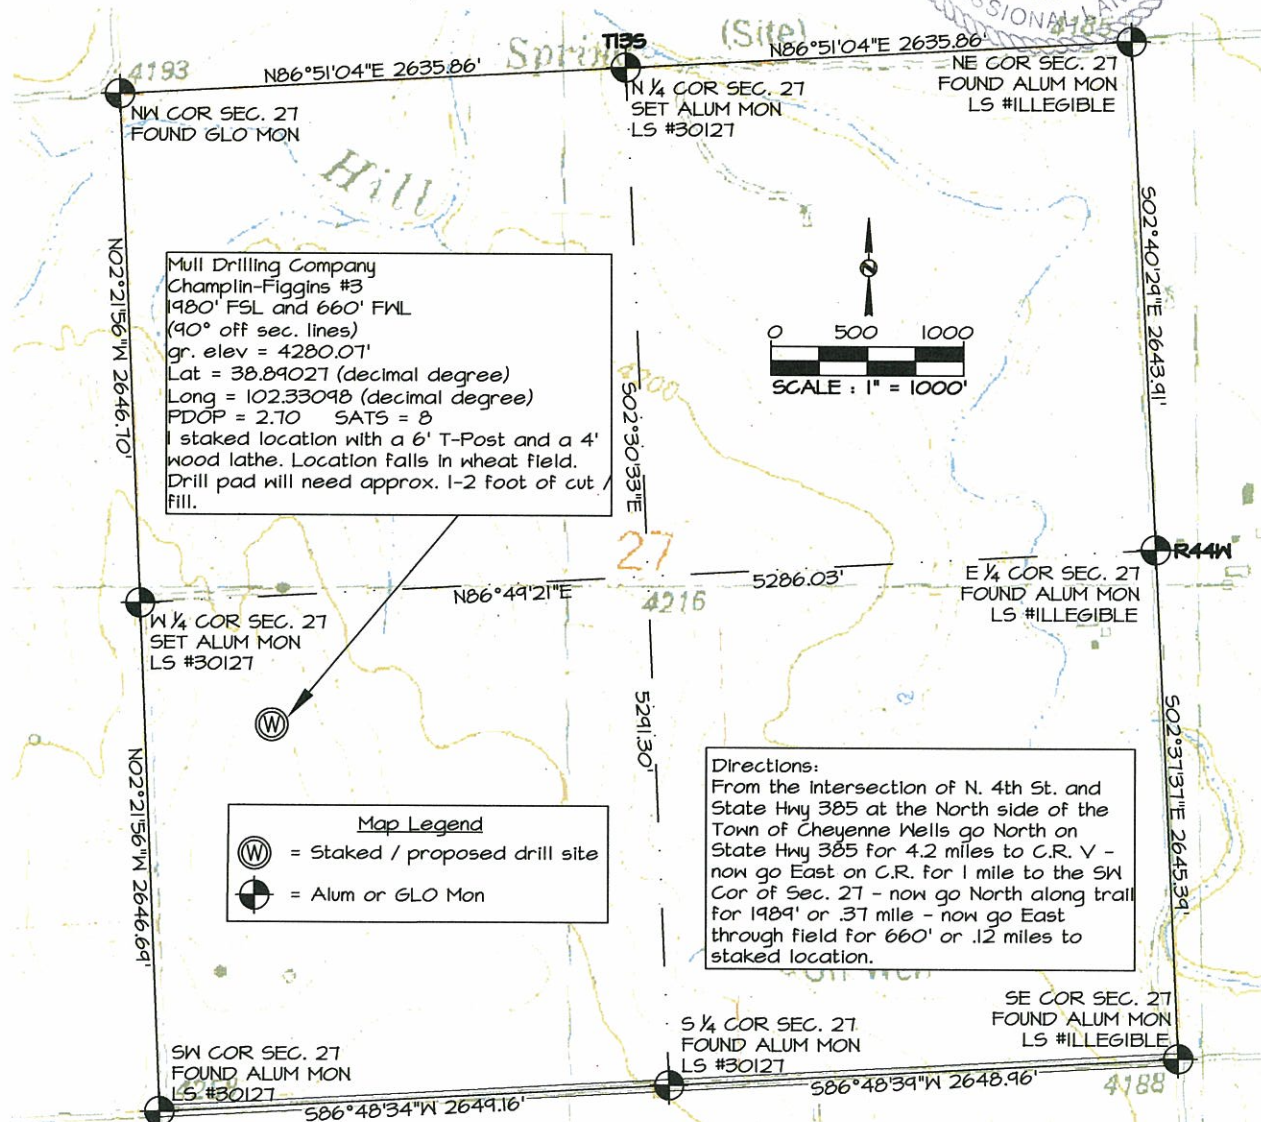 SSIONAL LAN
(Site)
4185
T13S
Spring
4193
N86°51'04"E 2635.86'
N86°51'04"E 2635.86'
NE COR SEC. 27
FOUND ALUM MON
LS #ILLEGIBLE
NW COR SEC. 27
FOUND GLO MON
N ¼ COR SEC. 27
SET ALUM MON
LS #30127
Hill
N02°21'56"W 2646.70'
S02°40'29"E 2643.91'
Mull Drilling Company
Champlin-Figgins #3
1980' FSL and 660' FWL
(90° off sec. lines)
gr. elev = 4280.07'
Lat = 38.89027 (decimal degree)
Long = 102.33098 (decimal degree)
PDOP = 2.70 SATS = 8
I staked location with a 6' T-Post and a 4'
wood lathe. Location falls in wheat field.
Drill pad will need approx. 1-2 foot of cut /
fill.
N
0 500 1000
SCALE : 1" = 1000'
4200
S02°30'33"E
27
R44W
N86°49'21"E
5286.03'
4216
E ¼ COR SEC. 27
FOUND ALUM MON
LS #ILLEGIBLE
W ¼ COR SEC. 27
SET ALUM MON
LS #30127
W
5291.30'
N02°21'56"W 2646.69'
S02°37'37"E 2645.39'
Map Legend
W = Staked / proposed drill site
= Alum or GLO Mon
Directions:
From the intersection of N. 4th St. and
State Hwy 385 at the North side of the
Town of Cheyenne Wells go North on
State Hwy 385 for 4.2 miles to C.R. V -
now go East on C.R. for 1 mile to the SW
Cor of Sec. 27 - now go North along trail
for 1989' or .37 mile - now go East
through field for 660' or .12 miles to
staked location.
SE COR SEC. 27
FOUND ALUM MON
LS #ILLEGIBLE
S ¼ COR SEC. 27
FOUND ALUM MON
LS #30127
SW COR SEC. 27
FOUND ALUM MON
LS #30127
S86°48'34"W 2649.16'
S86°48'39"W 2648.96'
4188